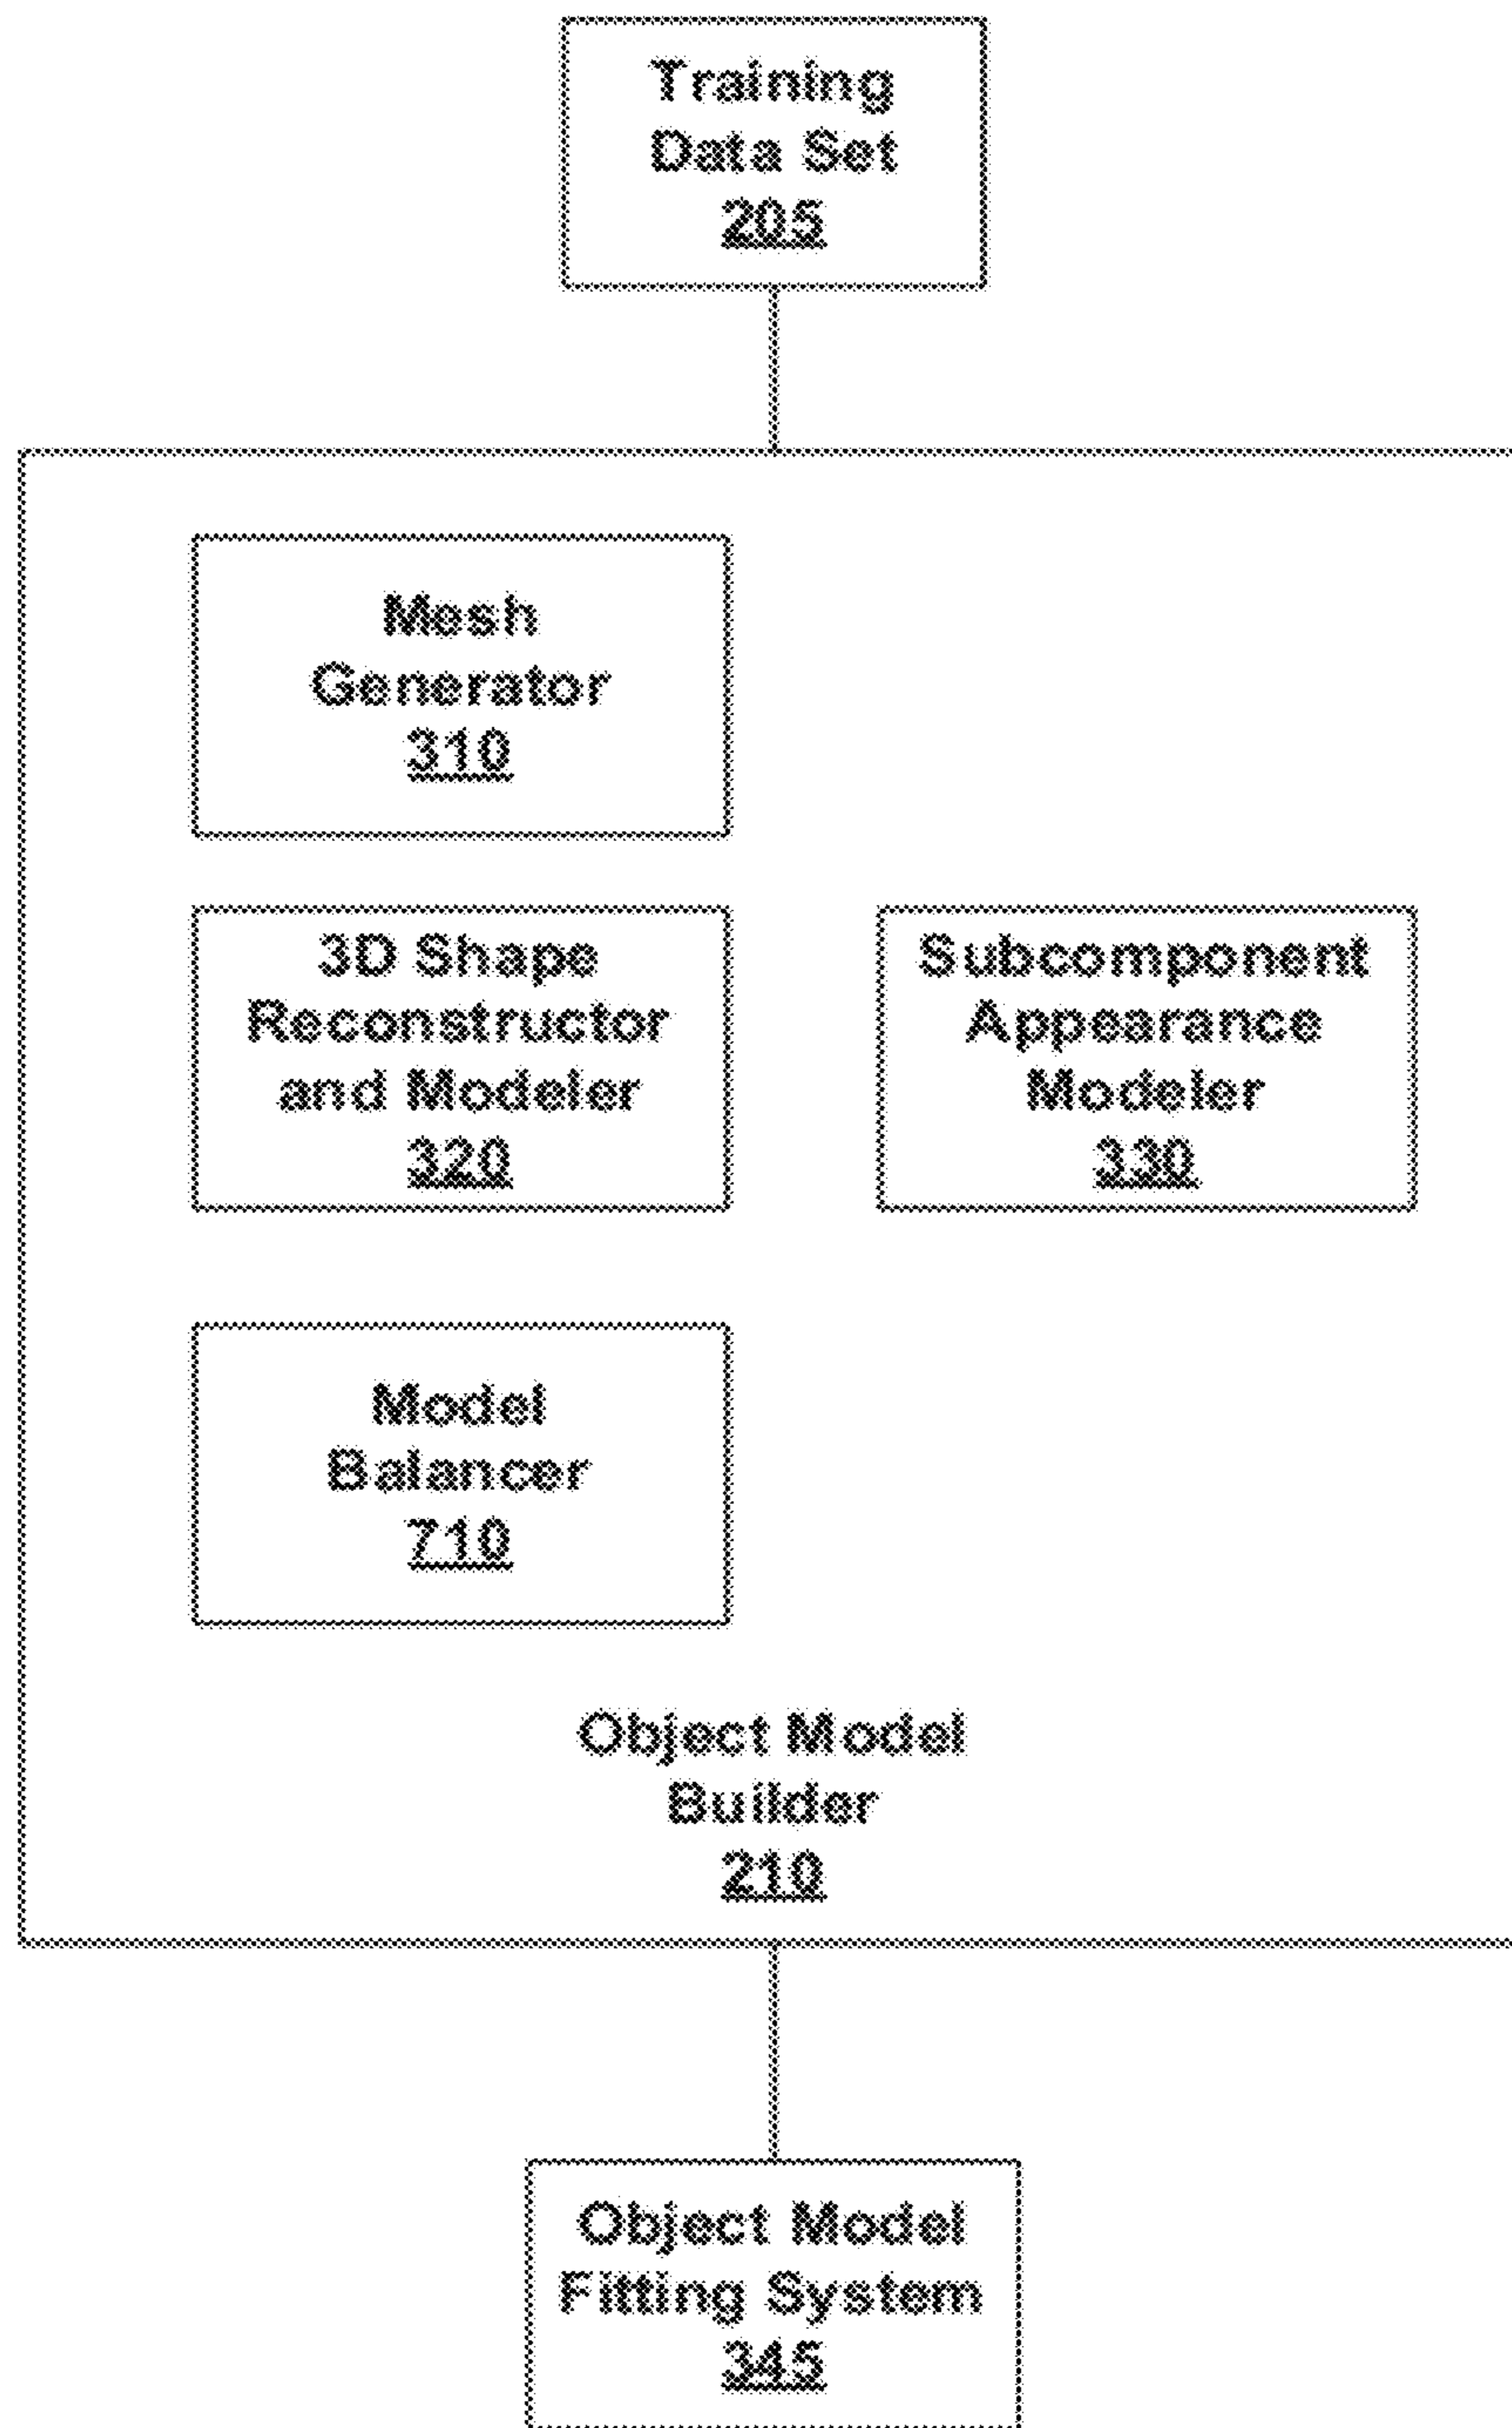 Training
Data Set
205
Mesh
Generator
310
3D Shape
Reconstructor
and Modeler
320
Subcomponent
Appearance
Modeler
330
Model
Balancer
710
Object Model
Builder
210
Object Model
Fitting System
345